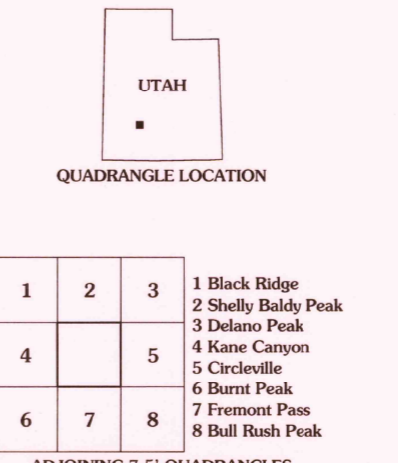 UTAH
QUADRANGLE LOCATION
1 2 3
4 5
6 7 8
1 Black Ridge
2 Shelly Baldy Peak
3 Delano Peak
4 Kane Canyon
5 Circleville
6 Burnt Peak
7 Fremont Pass
8 Bull Rush Peak
ADJOINING 7.5' QUADRANGLES